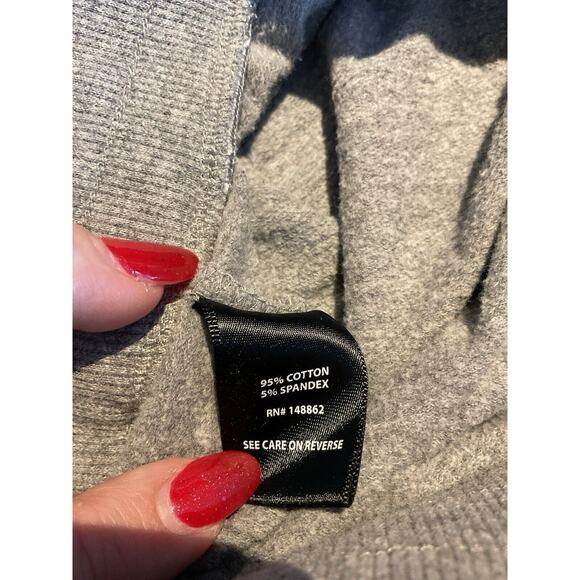 95% COTTON
5% SPANDEX
RN# 148862
SEE CARE ON REVERSE